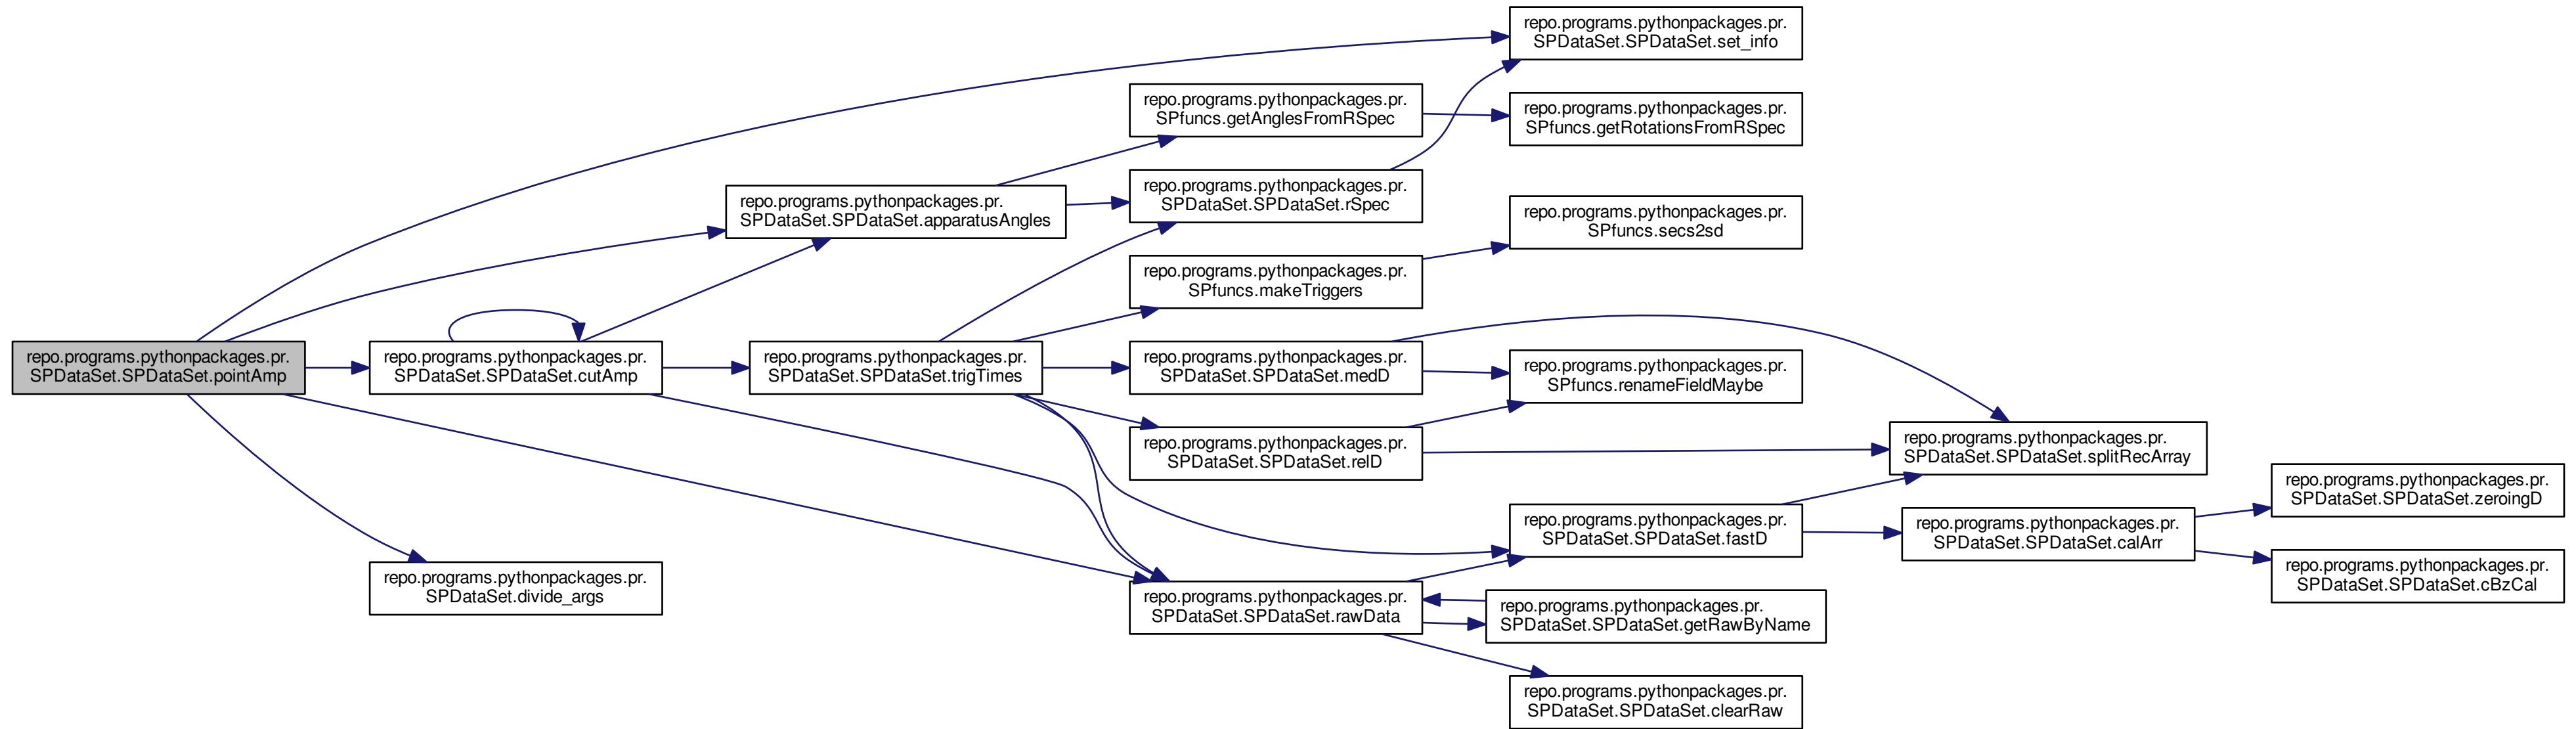 repo.programs.pythonpackages.pr.
SPDataSet.SPDataSet.pointAmp
repo.programs.pythonpackages.pr.
SPDataSet.SPDataSet.cutAmp
repo.programs.pythonpackages.pr.
SPDataSet.divide_args
repo.programs.pythonpackages.pr.
SPDataSet.SPDataSet.apparatusAngles
repo.programs.pythonpackages.pr.
SPDataSet.SPDataSet.trigTimes
repo.programs.pythonpackages.pr.
SPfuncs.getAnglesFromRSpec
repo.programs.pythonpackages.pr.
SPDataSet.SPDataSet.rSpec
repo.programs.pythonpackages.pr.
SPfuncs.makeTriggers
repo.programs.pythonpackages.pr.
SPDataSet.SPDataSet.medD
repo.programs.pythonpackages.pr.
SPDataSet.SPDataSet.relD
repo.programs.pythonpackages.pr.
SPDataSet.SPDataSet.rawData
repo.programs.pythonpackages.pr.
SPDataSet.SPDataSet.set_info
repo.programs.pythonpackages.pr.
SPfuncs.getRotationsFromRSpec
repo.programs.pythonpackages.pr.
SPfuncs.secs2sd
repo.programs.pythonpackages.pr.
SPfuncs.renameFieldMaybe
repo.programs.pythonpackages.pr.
SPDataSet.SPDataSet.fastD
repo.programs.pythonpackages.pr.
SPDataSet.SPDataSet.getRawByName
repo.programs.pythonpackages.pr.
SPDataSet.SPDataSet.clearRaw
repo.programs.pythonpackages.pr.
SPDataSet.SPDataSet.splitRecArray
repo.programs.pythonpackages.pr.
SPDataSet.SPDataSet.calArr
repo.programs.pythonpackages.pr.
SPDataSet.SPDataSet.zeroingD
repo.programs.pythonpackages.pr.
SPDataSet.SPDataSet.cBzCal